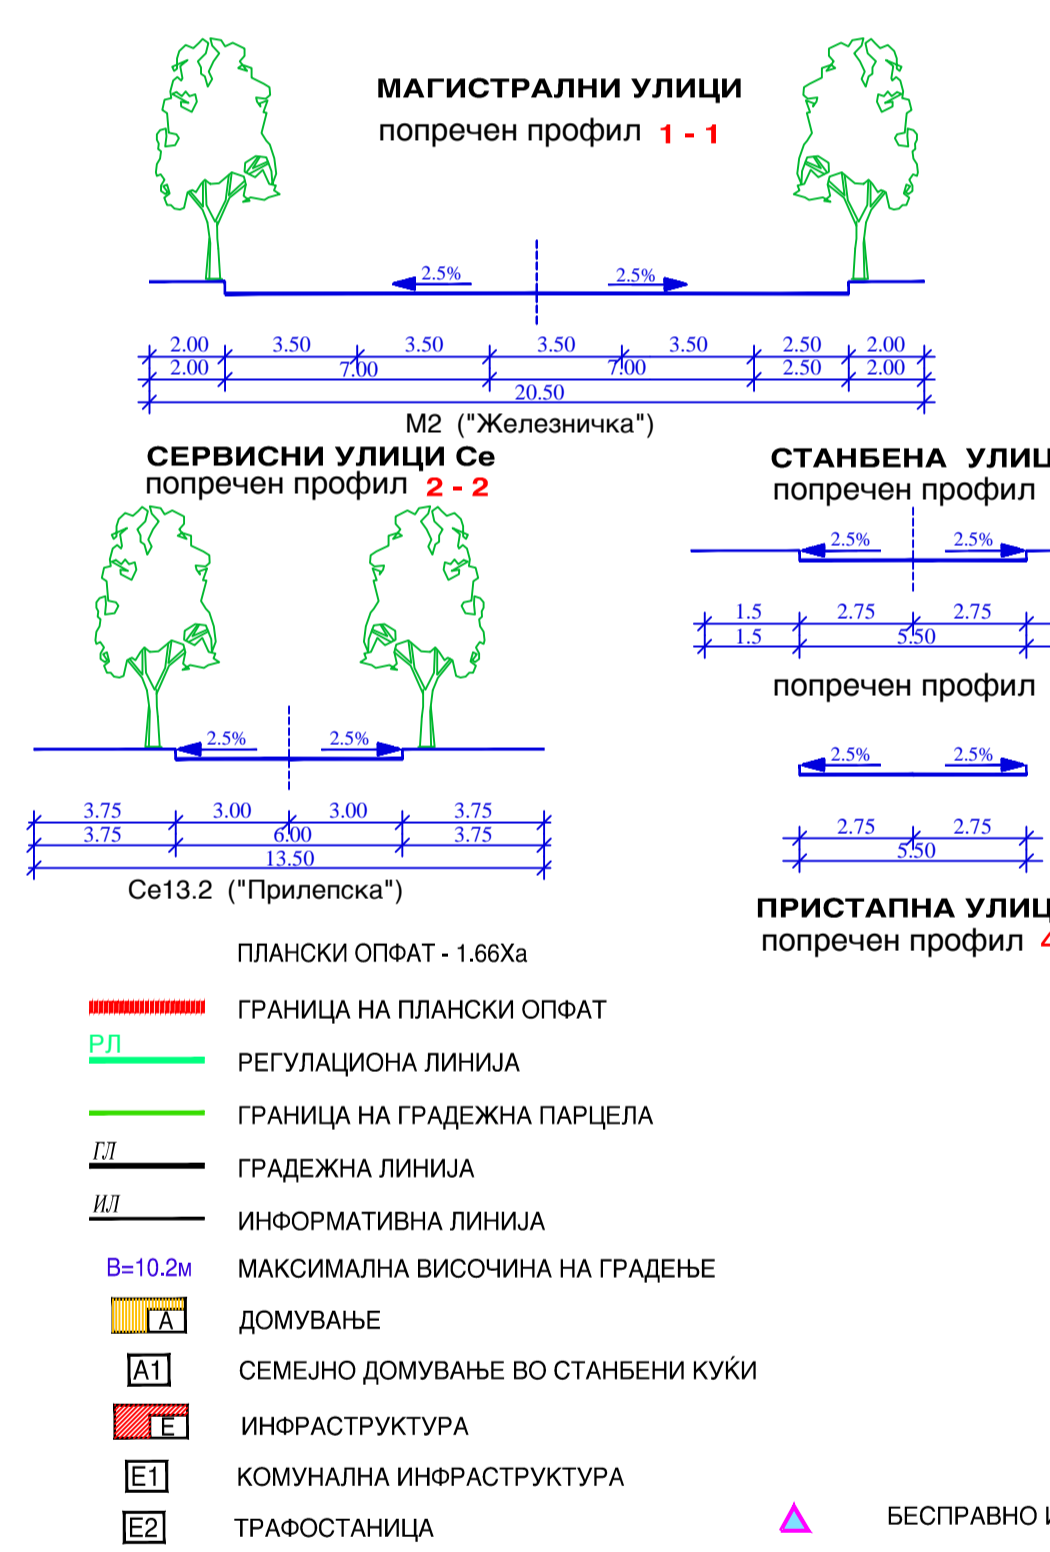 МАГИСТРАЛНИ УЛИЦИ
попречен профил 1 - 1
2.5% 2.5%
2.00 3.50 3.50 3.50 3.50 2.50 2.00
2.00 7.00 7.00 2.50 2.00
20.50
М2 ("Железничка")
СЕРВИСНИ УЛИЦИ Се
попречен профил 2 - 2
2.5% 2.5%
3.75 3.00 3.00 3.75
3.75 6.00 3.75
13.50
Се13.2 ("Прилепска")
СТАНБЕНА УЛИЦ
попречен профил
2.5% 2.5%
1.5 2.75 2.75
1.5 5.50
попречен профил
2.5% 2.5%
2.75 2.75
5.50
ПРИСТАПНА УЛИЦ
попречен профил 4
ПЛАНСКИ ОПФАТ - 1.66Ха
ГРАНИЦА НА ПЛАНСКИ ОПФАТ
РЛ РЕГУЛАЦИОНА ЛИНИЈА
ГРАНИЦА НА ГРАДЕЖНА ПАРЦЕЛА
ГЛ ГРАДЕЖНА ЛИНИЈА
ИЛ ИНФОРМАТИВНА ЛИНИЈА
В=10.2м МАКСИМАЛНА ВИСОЧИНА НА ГРАДЕЊЕ
А ДОМУВАЊЕ
А1 СЕМЕЈНО ДОМУВАЊЕ ВО СТАНБЕНИ КУЌИ
Е ИНФРАСТРУКТУРА
Е1 КОМУНАЛНА ИНФРАСТРУКТУРА
Е2 ТРАФОСТАНИЦА
БЕСПРАВНО